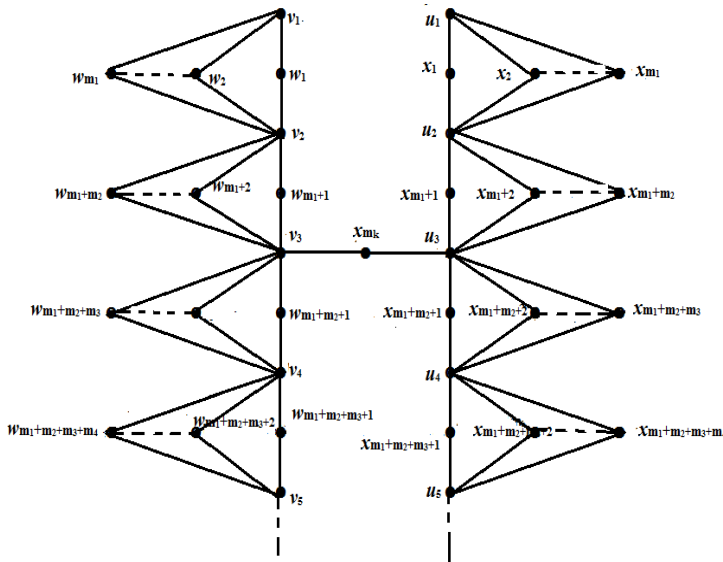 v1 u1
wm1 w2 w1 x1 x2 xm1
v2 u2
wm1+m2 wm1+2 wm1+1 xm1+1 xm1+2 xm1+m2
v3 xmk u3
wm1+m2+m3 wm1+m2+1 xm1+m2+1 xm1+m2+2 xm1+m2+m3
v4 u4
wm1+m2+m3+m4 wm1+m2+m3+2 wm1+m2+m3+1 xm1+m2+m3+1 xm1+m2+m3+m
v5 u5